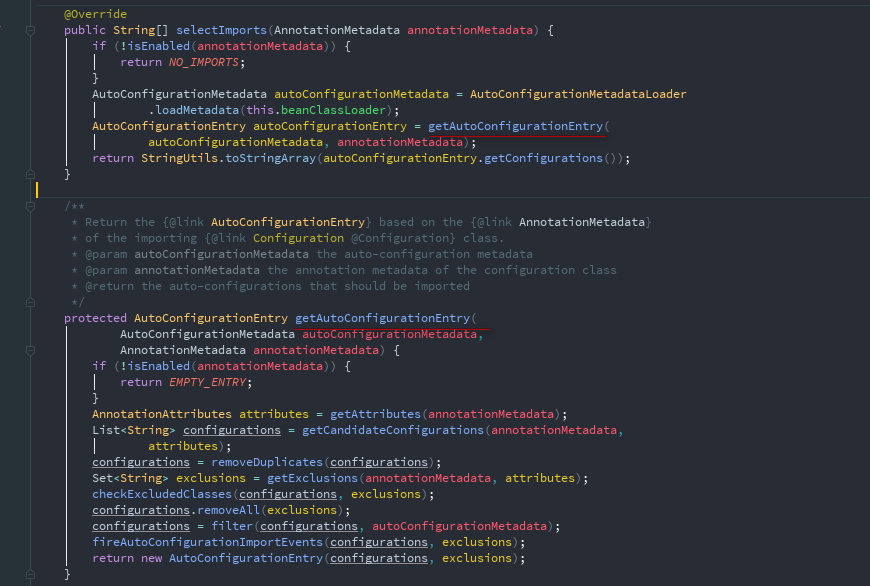 @Override
public String[] selectImports(AnnotationMetadata annotationMetadata) {
if (!isEnabled(annotationMetadata)) {
return NO_IMPORTS;
}
AutoConfigurationMetadata autoConfigurationMetadata = AutoConfigurationMetadataLoader
.loadMetadata(this.beanClassLoader);
AutoConfigurationEntry autoConfigurationEntry = getAutoConfigurationEntry(
autoConfigurationMetadata, annotationMetadata);
return StringUtils.toStringArray(autoConfigurationEntry.getConfigurations());
}
/**
* Return the {@link AutoConfigurationEntry} based on the {@link AnnotationMetadata}
* of the importing {@link Configuration @Configuration} class.
* @param autoConfigurationMetadata the auto-configuration metadata
* @param annotationMetadata the annotation metadata of the configuration class
* @return the auto-configurations that should be imported
*/
protected AutoConfigurationEntry getAutoConfigurationEntry(
AutoConfigurationMetadata autoConfigurationMetadata,
AnnotationMetadata annotationMetadata) {
if (!isEnabled(annotationMetadata)) {
return EMPTY_ENTRY;
}
AnnotationAttributes attributes = getAttributes(annotationMetadata);
List<String> configurations = getCandidateConfigurations(annotationMetadata,
attributes);
configurations = removeDuplicates(configurations);
Set<String> exclusions = getExclusions(annotationMetadata, attributes);
checkExcludedClasses(configurations, exclusions);
configurations.removeAll(exclusions);
configurations = filter(configurations, autoConfigurationMetadata);
fireAutoConfigurationImportEvents(configurations, exclusions);
return new AutoConfigurationEntry(configurations, exclusions);
}